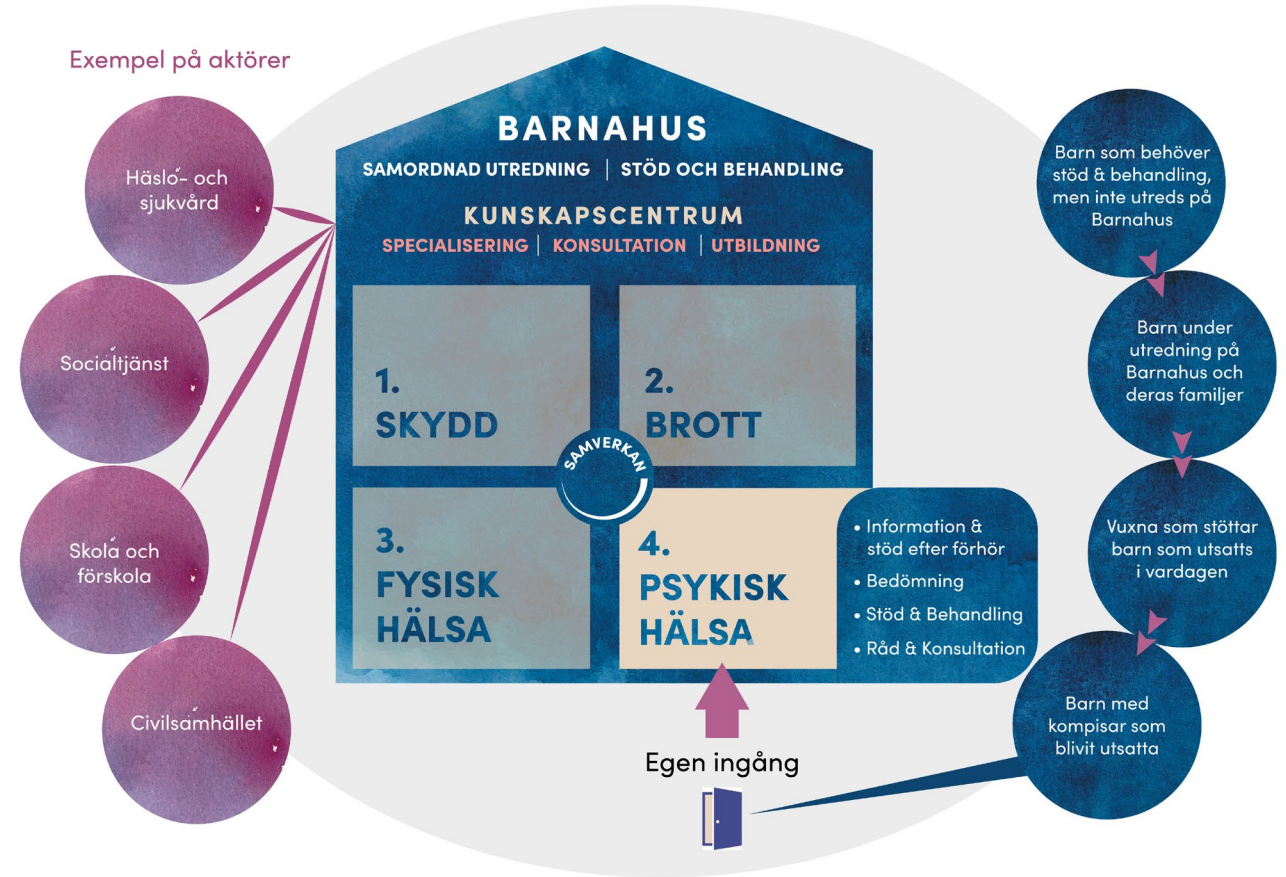 Exempel på aktörer
Häslo- och
sjukvård
Socialtjänst
Skola och
förskola
Civilsamhället
BARNAHUS
SAMORDNAD UTREDNING | STÖD OCH BEHANDLING
KUNSKAPSCENTRUM
SPECIALISERING | KONSULTATION | UTBILDNING
1.
SKYDD
2.
BROTT
SAMVERKAN
3.
FYSISK
HÄLSA
4.
PSYKISK
HÄLSA
• Information &
stöd efter förhör
• Bedömning
• Stöd & Behandling
• Råd & Konsultation
Egen ingång
Barn som behöver
stöd & behandling,
men inte utreds på
Barnahus
Barn under
utredning på
Barnahus och
deras familjer
Vuxna som stöttar
barn som utsatts
i vardagen
Barn med
kompisar som
blivit utsatta